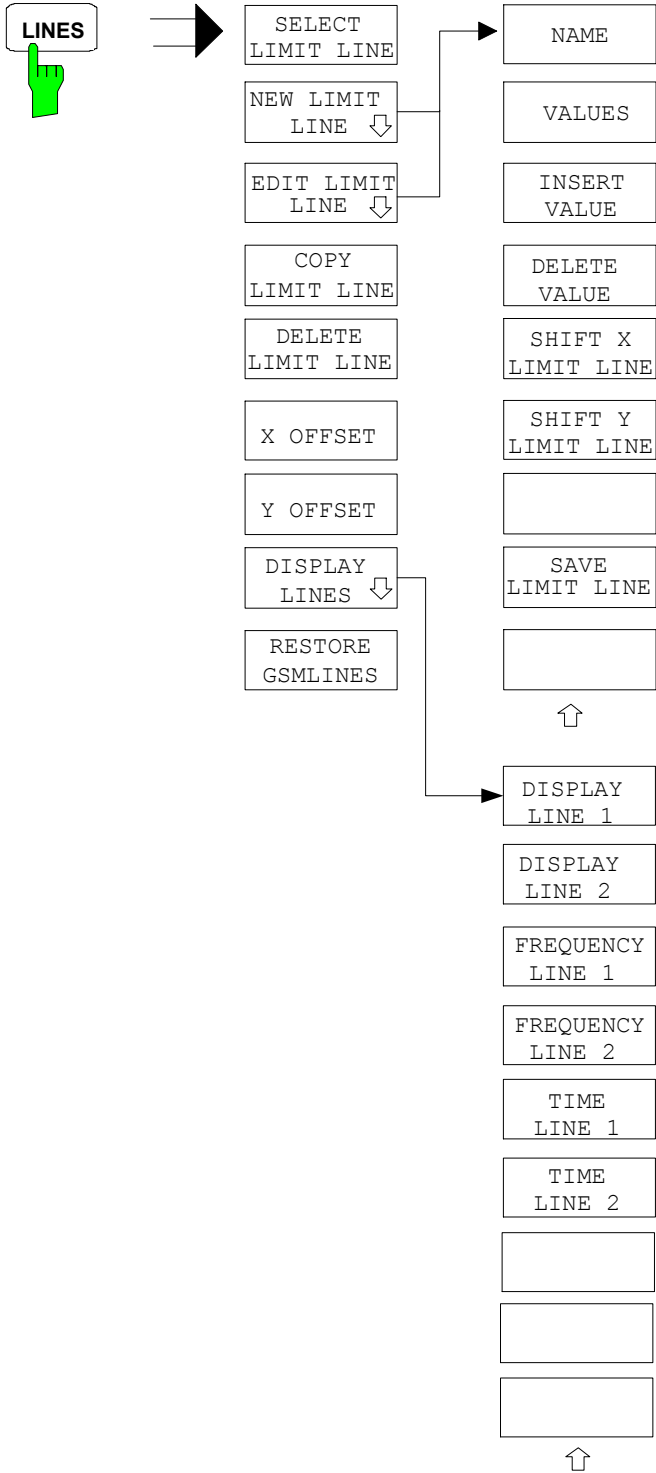 LINES
SELECT
LIMIT LINE
NEW LIMIT
LINE
EDIT LIMIT
LINE
COPY
LIMIT LINE
DELETE
LIMIT LINE
X OFFSET
Y OFFSET
DISPLAY
LINES
RESTORE
GSMLINES
NAME
VALUES
INSERT
VALUE
DELETE
VALUE
SHIFT X
LIMIT LINE
SHIFT Y
LIMIT LINE
SAVE
LIMIT LINE
DISPLAY
LINE 1
DISPLAY
LINE 2
FREQUENCY
LINE 1
FREQUENCY
LINE 2
TIME
LINE 1
TIME
LINE 2